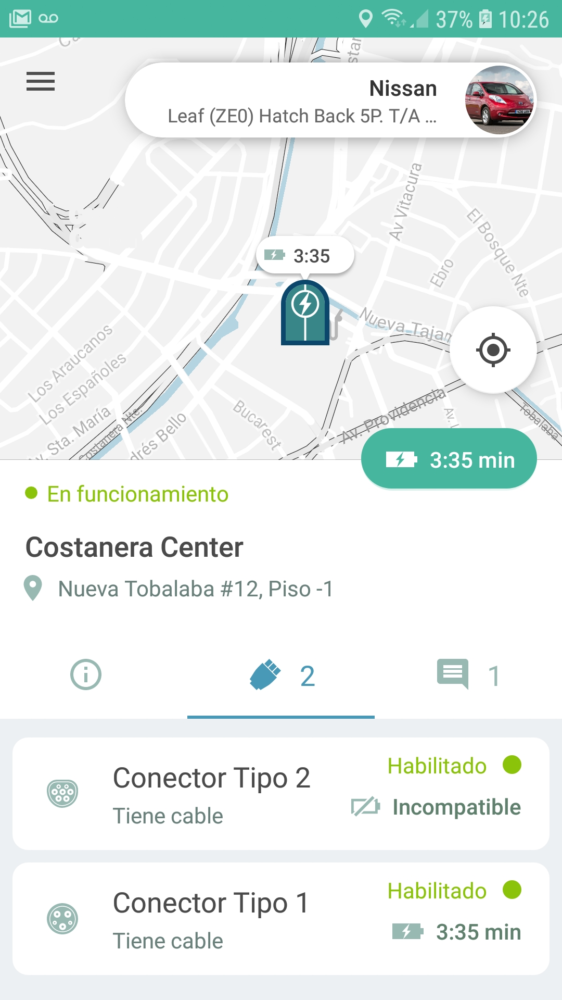 37% 10:26
Nissan
Leaf (ZE0) Hatch Back 5P. T/A ...
Av Vitacura
El Bosque Nte
3:35
Ebro
Nueva Tajam
Los Araucanos
Los Españoles
Av. Sta. María
Costanera Nte.
drés Bello
Bucarest
Av. Providencia
Tobalaba
3:35 min
En funcionamiento
Costanera Center
Nueva Tobalaba #12, Piso -1
2
1
Conector Tipo 2
Habilitado
Tiene cable
Incompatible
Conector Tipo 1
Habilitado
Tiene cable
3:35 min